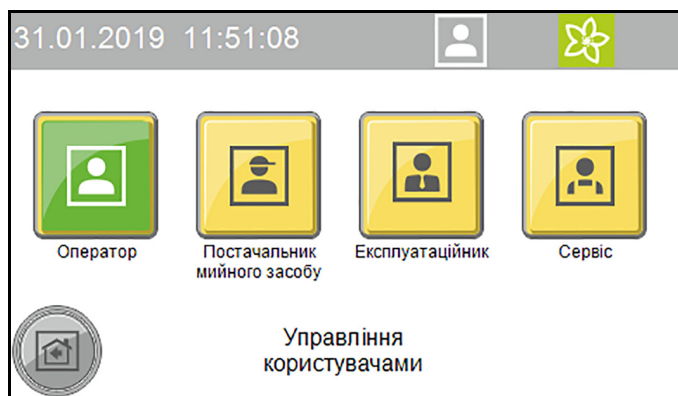 31.01.2019 11:51:08
Оператор
Постачальник
мийного засобу
Експлуатаційник
Сервіс
Управління
користувачами